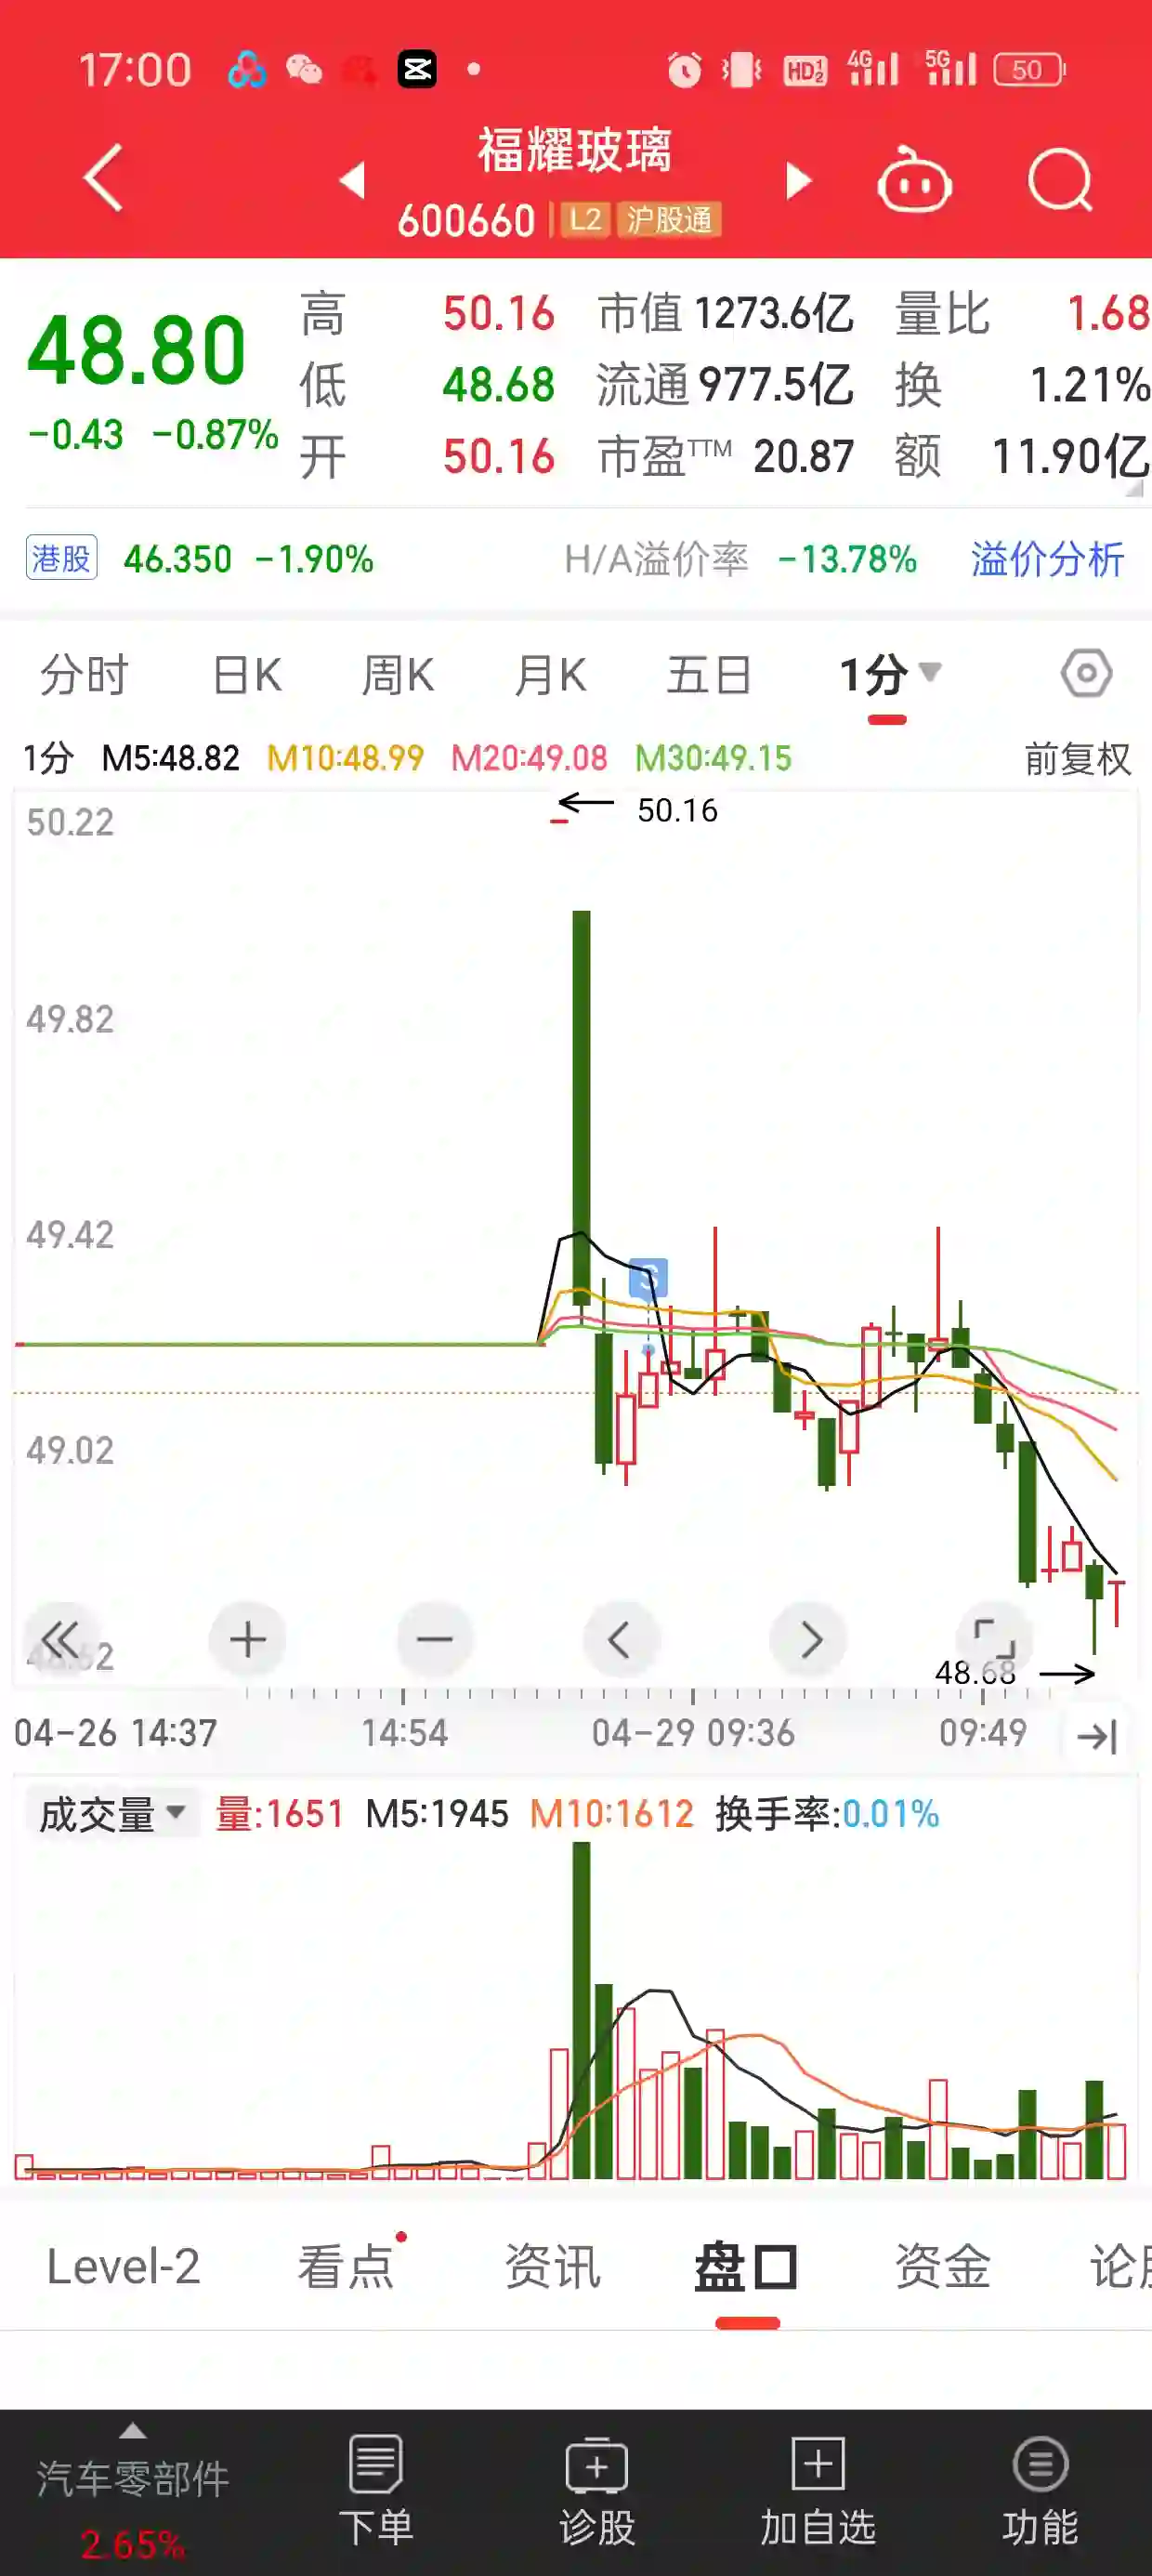 17:00 HD 1 2 4G 5G 50
福耀玻璃
600660 L2 沪股通
48.80
-0.43 -0.87%
高 50.16 市值 1273.6亿 量比 1.68
低 48.68 流通 977.5亿 换 1.21%
开 50.16 市盈TTM 20.87 额 11.90亿
港股 46.350 -1.90% H/A溢价率 -13.78% 溢价分析
分时 日K 周K 月K 五日 1分
1分 M5:48.82 M10:48.99 M20:49.08 M30:49.15 前复权
50.22
50.16
49.82
49.42
S
49.02
48.68
04-26 14:37 14:54 04-29 09:36 09:49
成交量 量:1651 M5:1945 M10:1612 换手率:0.01%
Level-2 看点 资讯 盘口 资金 论
汽车零部件
2.65%
下单 诊股 加自选 功能